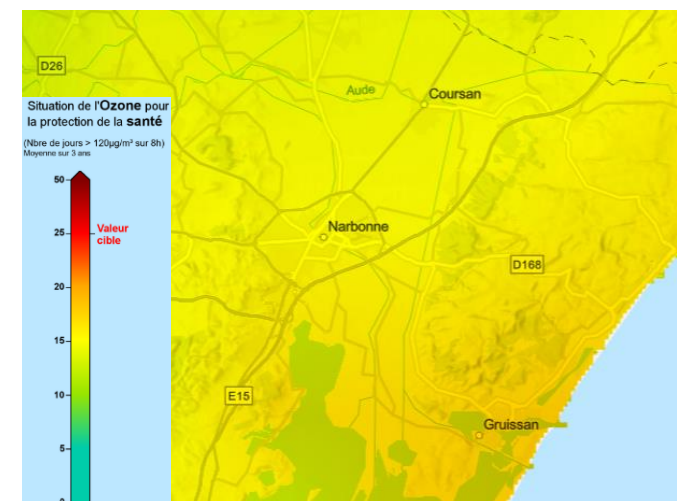 D26
Aude
Coursan
Situation de l'Ozone pour
la protection de la santé
(Nbre de jours > 120µg/m³ sur 8h)
Moyenne sur 3 ans
50
25
Valeur
cible
20
15
10
5
0
Narbonne
D168
E15
Gruissan